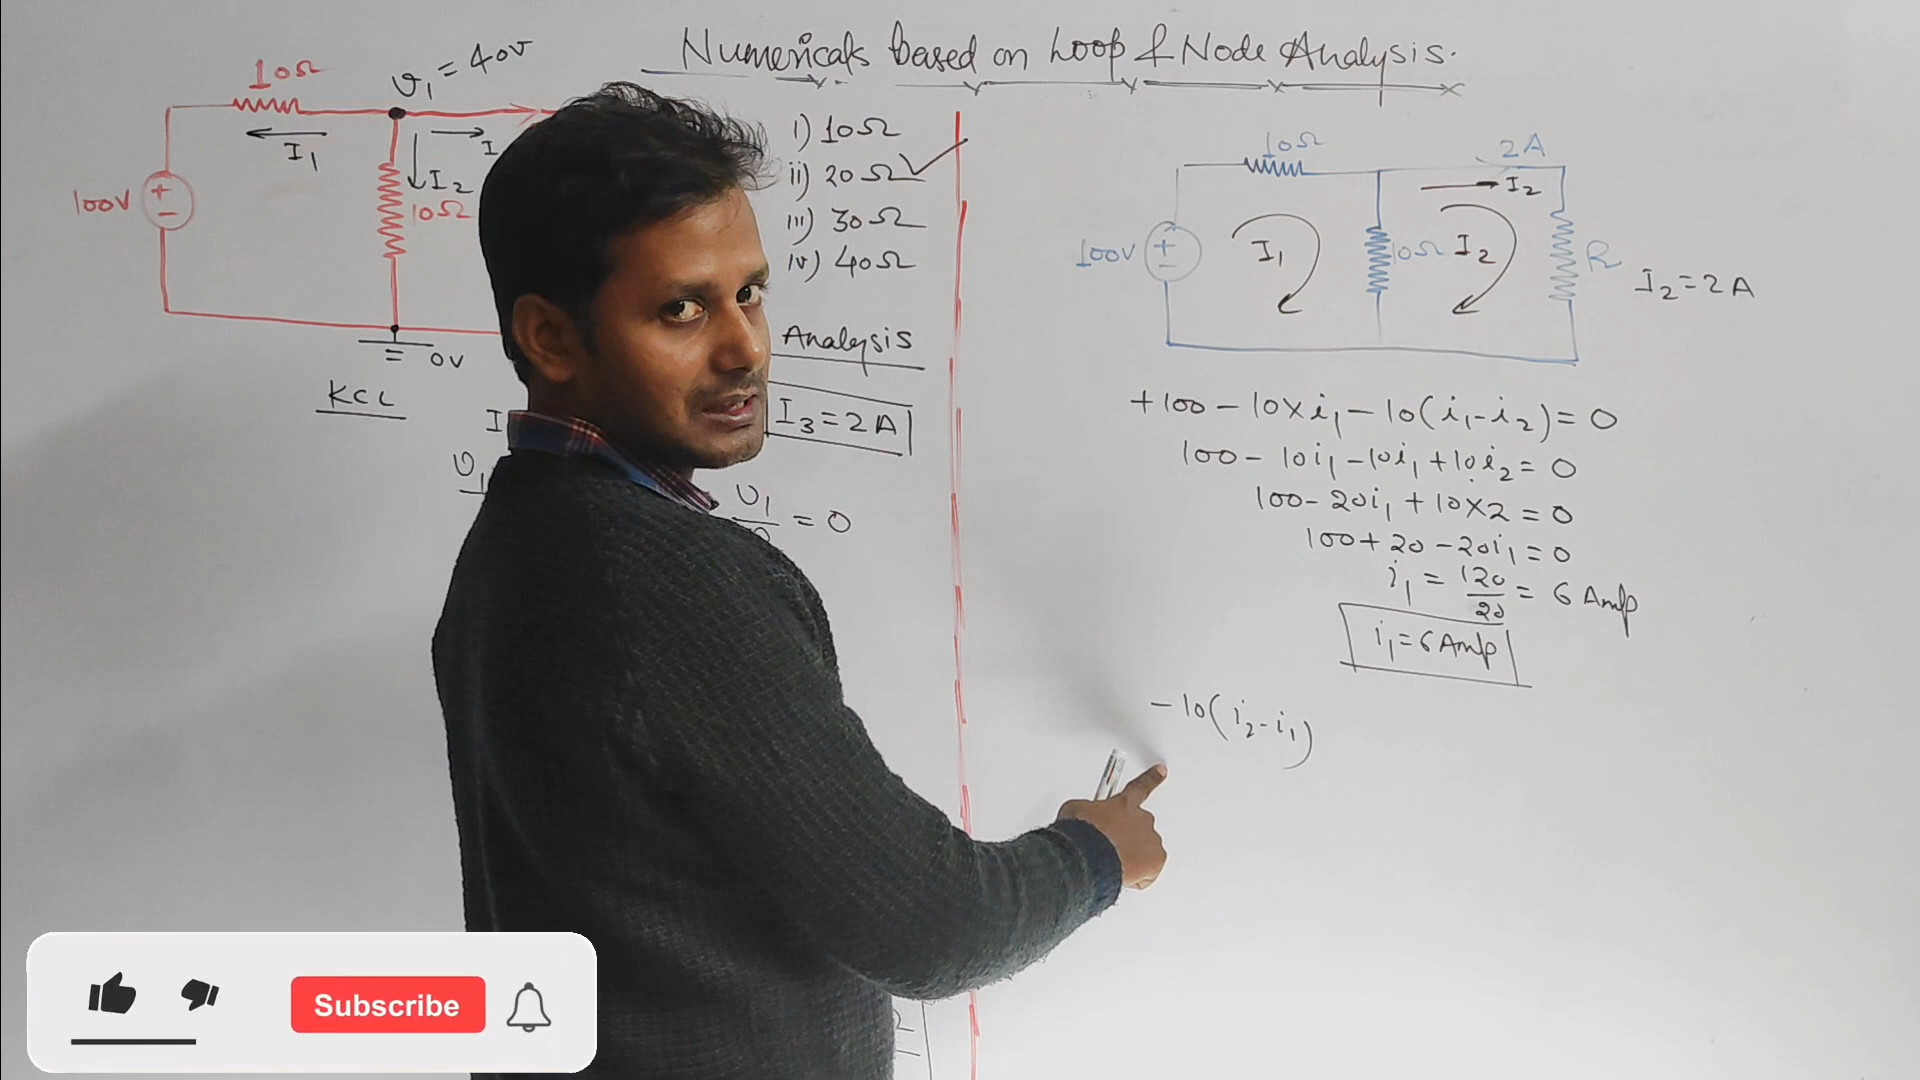 Numericals based on Loop & Node Analysis.
10Ω
υ₁ = 40v
I₁
I
I₂
10Ω
100V
+
−
0V
KCL
I
υ₁
i) 10Ω
ii) 20Ω ✓
iii) 30Ω
iv) 40Ω
Analysis
I₃ = 2A
υ₁
= 0
10Ω
2A
I₂
100V
+
−
I₁
10Ω
I₂
R
I₂ = 2A
+100 − 10×i₁ − 10(i₁-i₂) = 0
100 − 10i₁ − 10i₁ + 10i₂ = 0
100 − 20i₁ + 10×2 = 0
100 + 20 − 20i₁ = 0
i₁ = 120/20 = 6 Amp
i₁ = 6 Amp
−10(i₂-i₁)
Subscribe